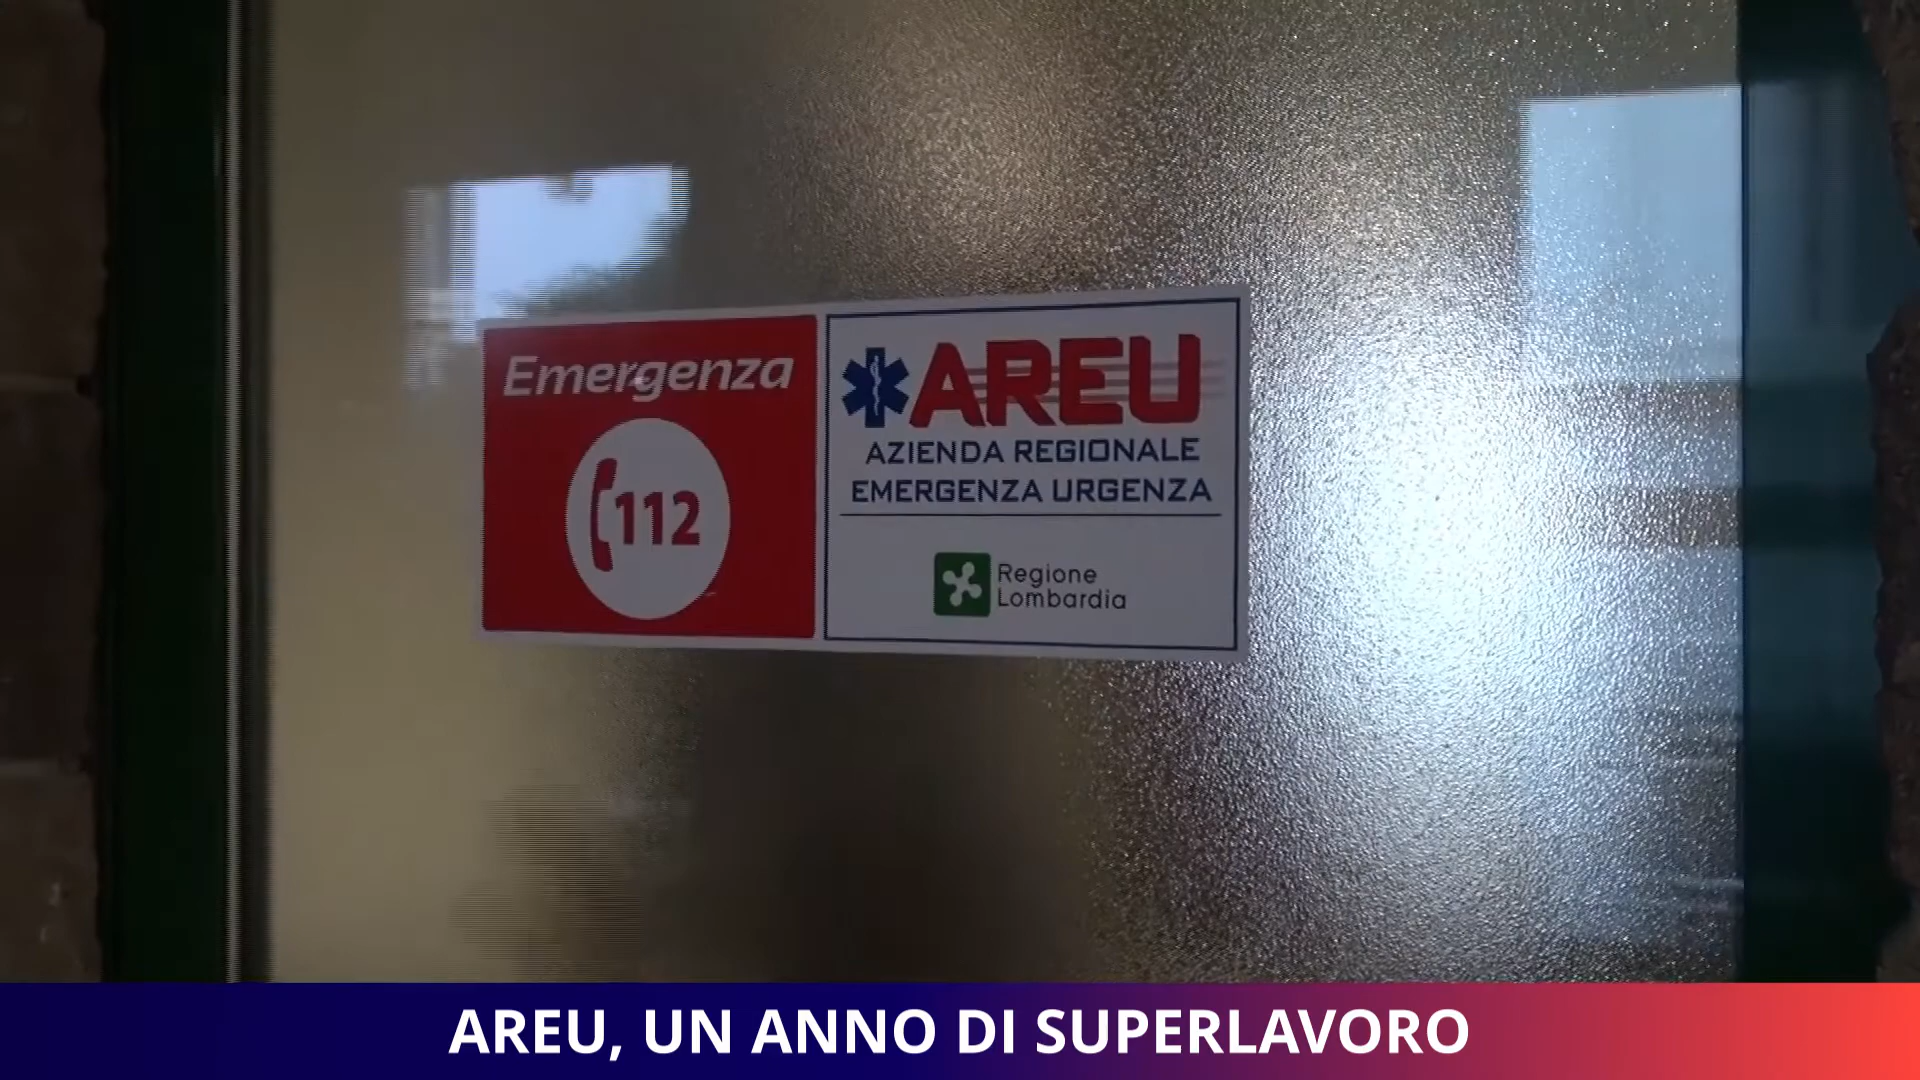 Emergenza
112
AREU
AZIENDA REGIONALE
EMERGENZA URGENZA
Regione
Lombardia
AREU, UN ANNO DI SUPERLAVORO